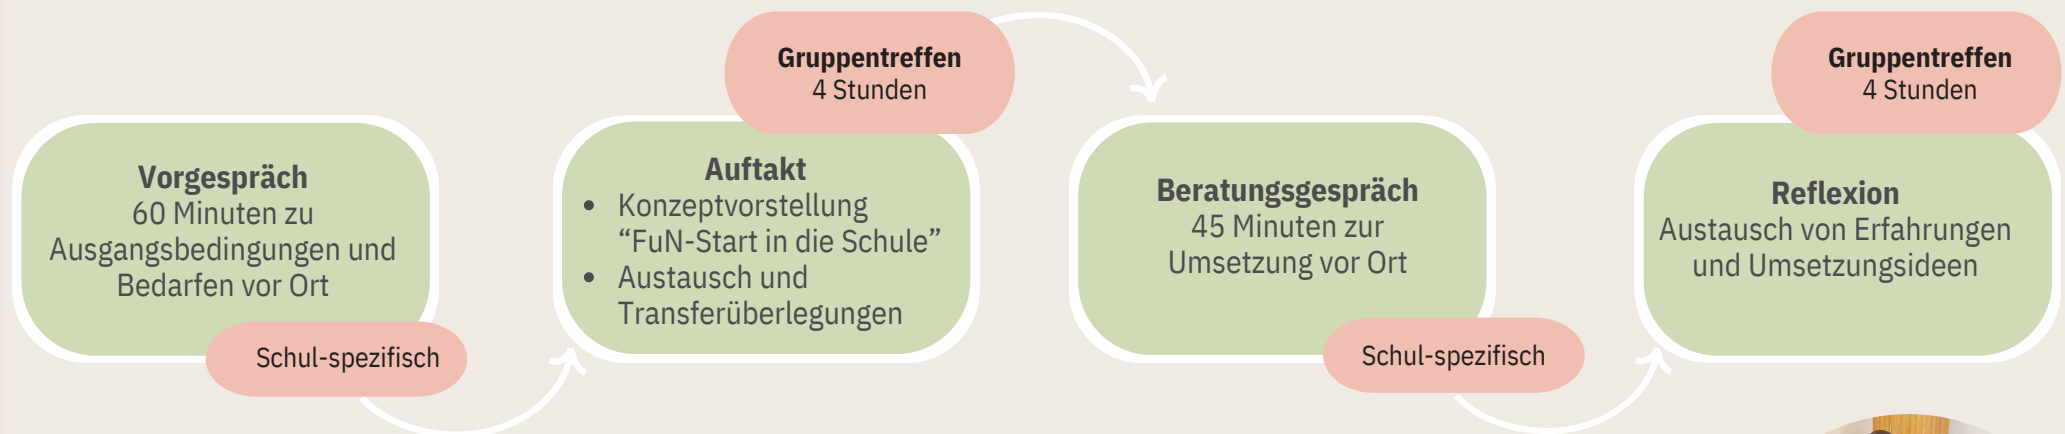 Vorgespräch
60 Minuten zu
Ausgangsbedingungen und
Bedarfen vor Ort
Schul-spezifisch
Gruppentreffen
4 Stunden
Auftakt
• Konzeptvorstellung
“FuN-Start in die Schule”
• Austausch und
Transferüberlegungen
Beratungsgespräch
45 Minuten zur
Umsetzung vor Ort
Schul-spezifisch
Gruppentreffen
4 Stunden
Reflexion
Austausch von Erfahrungen
und Umsetzungsideen